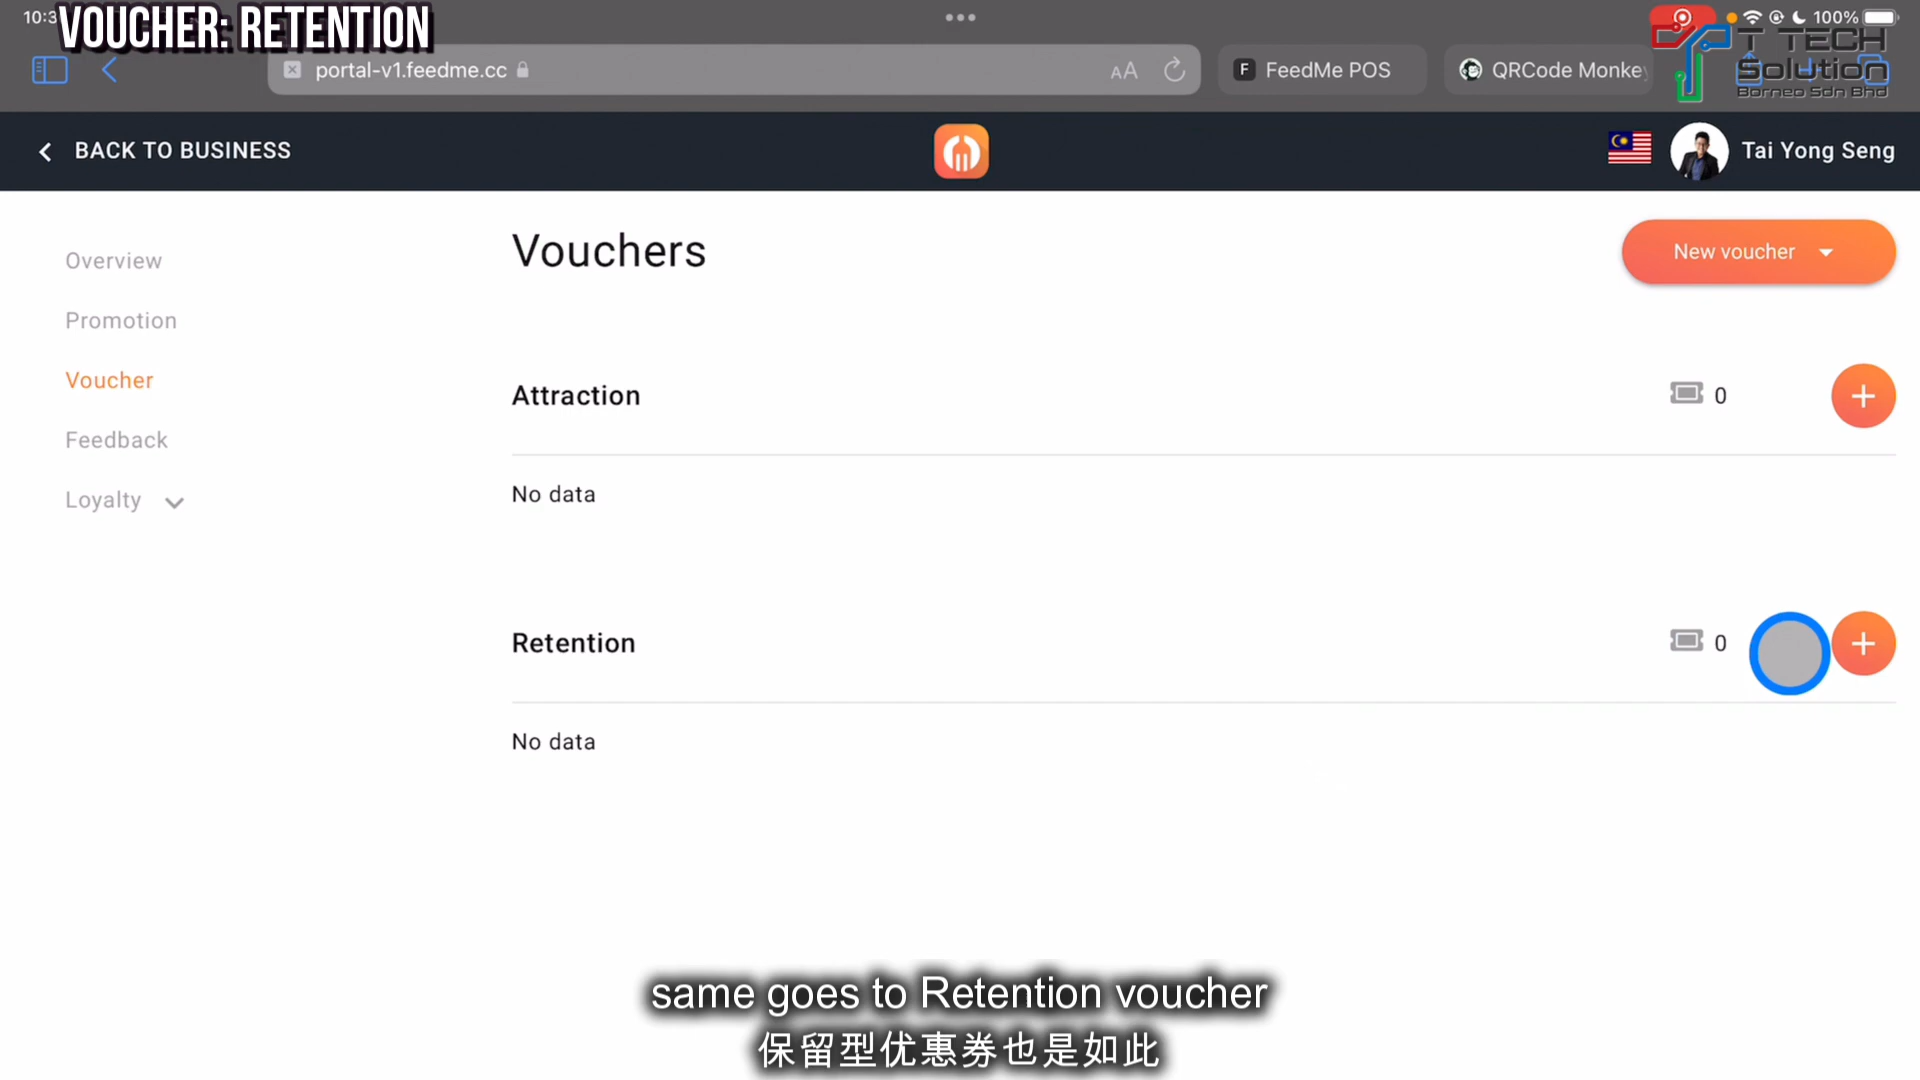 10:3
VOUCHER: RETENTION
100%
portal-v1.feedme.cc
AA
F FeedMe POS
QRCode Monkey
T TECH
Solution
Borneo Sdn Bhd
BACK TO BUSINESS
Tai Yong Seng
Overview
Promotion
Voucher
Feedback
Loyalty
Vouchers
New voucher
Attraction
0
No data
Retention
0
No data
same goes to Retention voucher
保留型优惠券也是如此